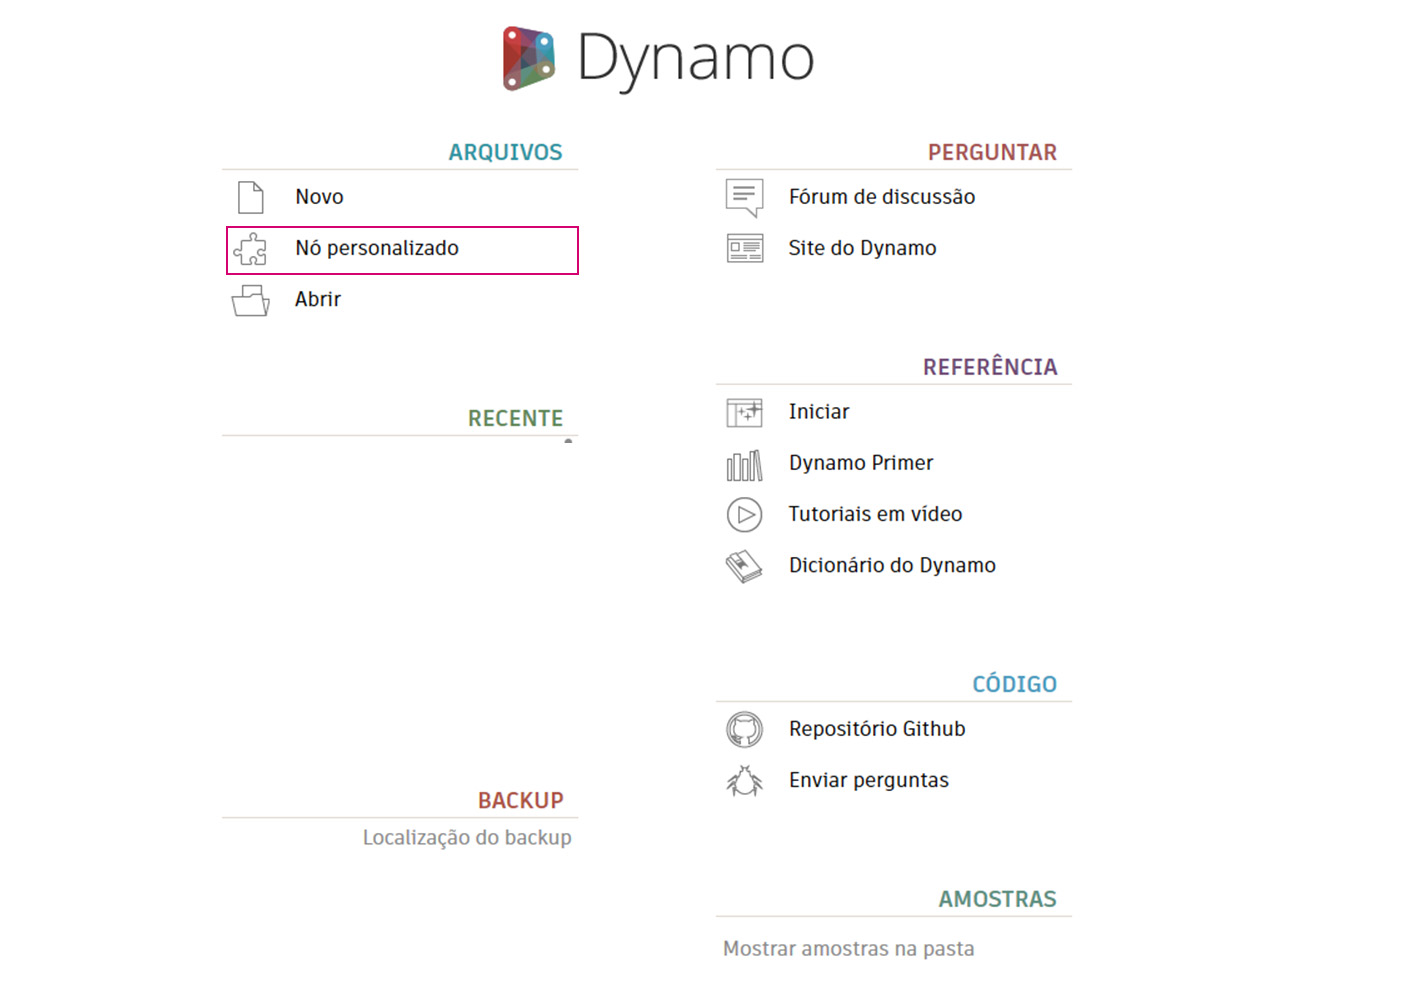 Dynamo
ARQUIVOS
Novo
Nó personalizado
Abrir
RECENTE
BACKUP
Localização do backup
PERGUNTAR
Fórum de discussão
Site do Dynamo
REFERÊNCIA
Iniciar
Dynamo Primer
Tutoriais em vídeo
Dicionário do Dynamo
CÓDIGO
Repositório Github
Enviar perguntas
AMOSTRAS
Mostrar amostras na pasta